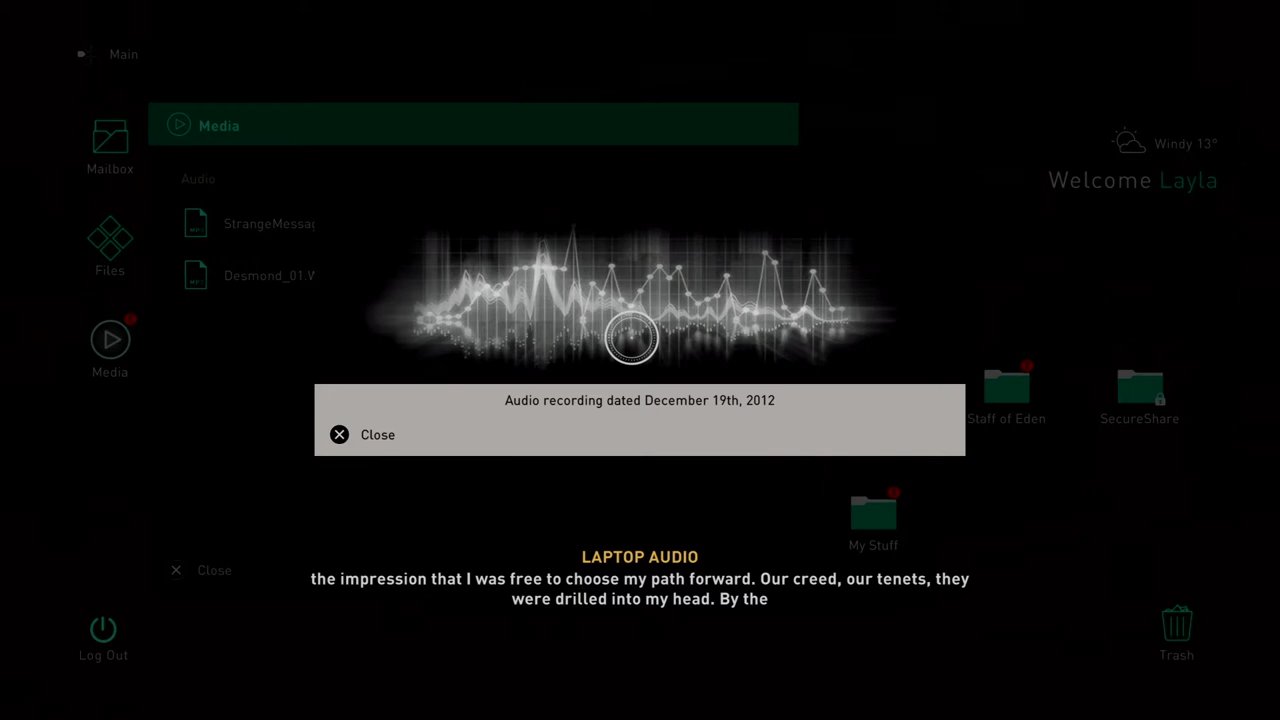 Main
Media
Mailbox
Windy 13°
Welcome Layla
Audio
StrangeMessag
Files
Desmond_01.W
Media
Audio recording dated December 19th, 2012
Staff of Eden
SecureShare
Close
My Stuff
LAPTOP AUDIO
Close
the impression that I was free to choose my path forward. Our creed, our tenets, they
were drilled into my head. By the
Log Out
Trash